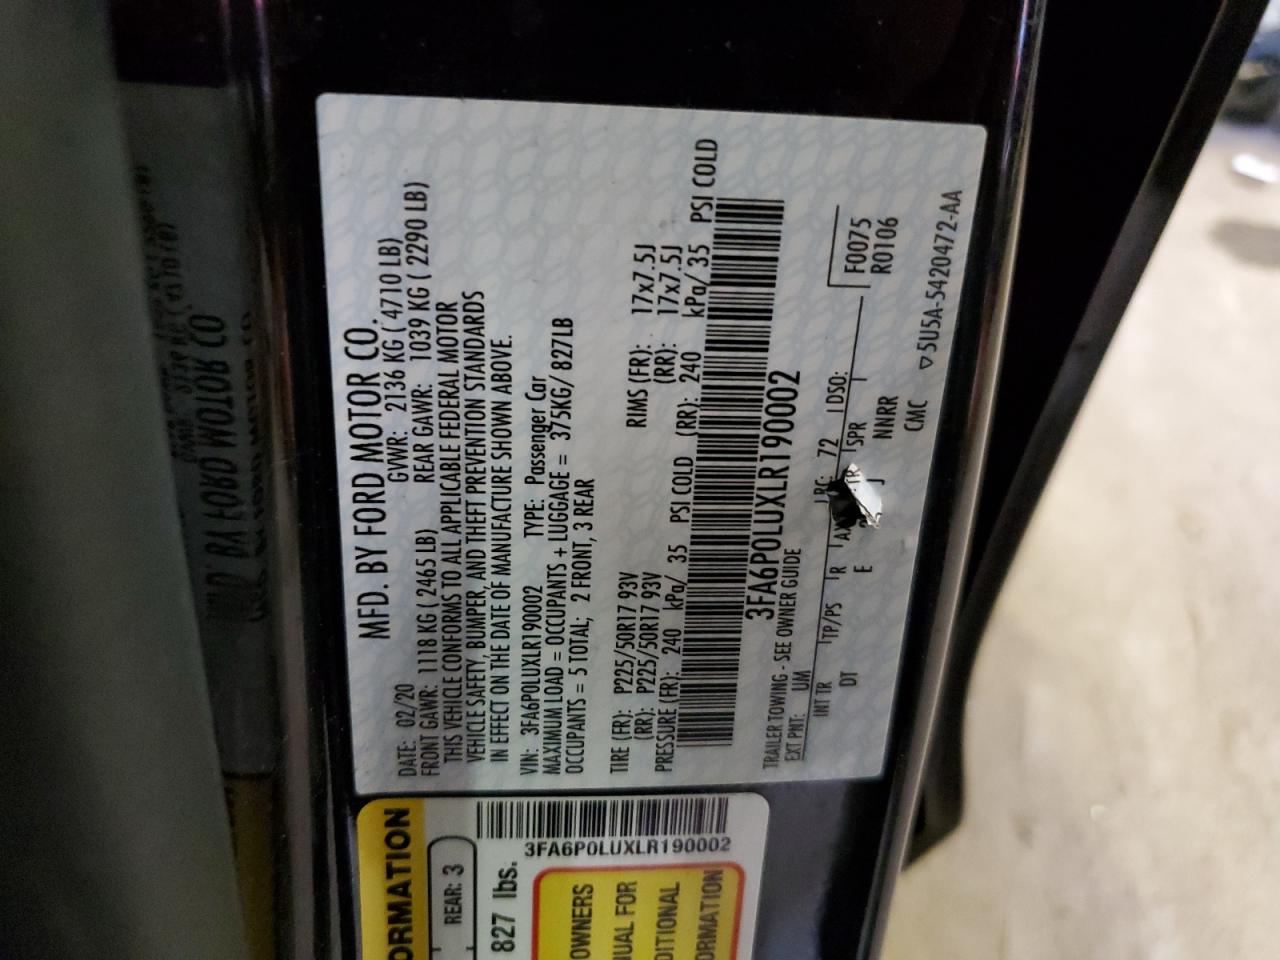 MFD. BY FORD MOTOR CO.
DATE: 02/20 GVWR: 2136 KG ( 4710 LB)
FRONT GAWR: 1118 KG ( 2465 LB) REAR GAWR: 1039 KG ( 2290 LB)
THIS VEHICLE CONFORMS TO ALL APPLICABLE FEDERAL MOTOR
VEHICLE SAFETY, BUMPER, AND THEFT PREVENTION STANDARDS
IN EFFECT ON THE DATE OF MANUFACTURE SHOWN ABOVE.
VIN: 3FA6P0LUXLR190002 TYPE: Passenger Car
MAXIMUM LOAD = OCCUPANTS + LUGGAGE = 375KG/ 827LB
OCCUPANTS = 5 TOTAL; 2 FRONT, 3 REAR
TIRE (FR): P225/50R17 93V RIMS (FR): 17x7.5J
(RR): P225/50R17 93V (RR): 17x7.5J
PRESSURE (FR): 240 kPa/ 35 PSI COLD (RR): 240 kPa/ 35 PSI COLD
3FA6P0LUXLR190002
TRAILER TOWING - SEE OWNER GUIDE
EXT PNT: UM RC: 72 DSO: F0075
R0106
INT TR TP/PS R AX TR SPR
DT E J NNRR
CMC
5U5A-5420472-AA
ORMATION
REAR: 3
827 lbs.
3FA6P0LUXLR190002
OWNERS
UAL FOR
DITIONAL
ORMATION